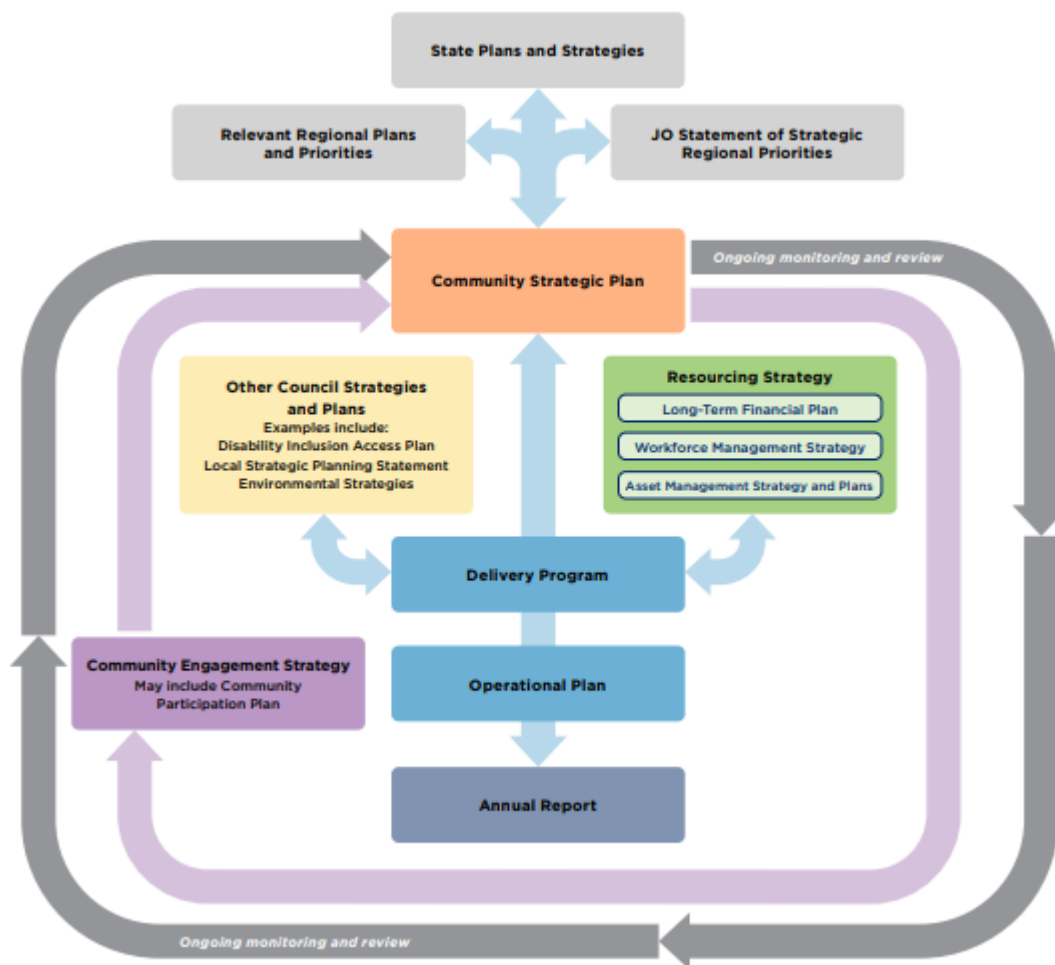 State Plans and Strategies
Relevant Regional Plans
and Priorities
JO Statement of Strategic
Regional Priorities
Community Strategic Plan
Ongoing monitoring and review
Other Council Strategies
and Plans
Examples include:
Disability Inclusion Access Plan
Local Strategic Planning Statement
Environmental Strategies
Resourcing Strategy
Long-Term Financial Plan
Workforce Management Strategy
Asset Management Strategy and Plans
Delivery Program
Community Engagement Strategy
May include Community
Participation Plan
Operational Plan
Annual Report
Ongoing monitoring and review